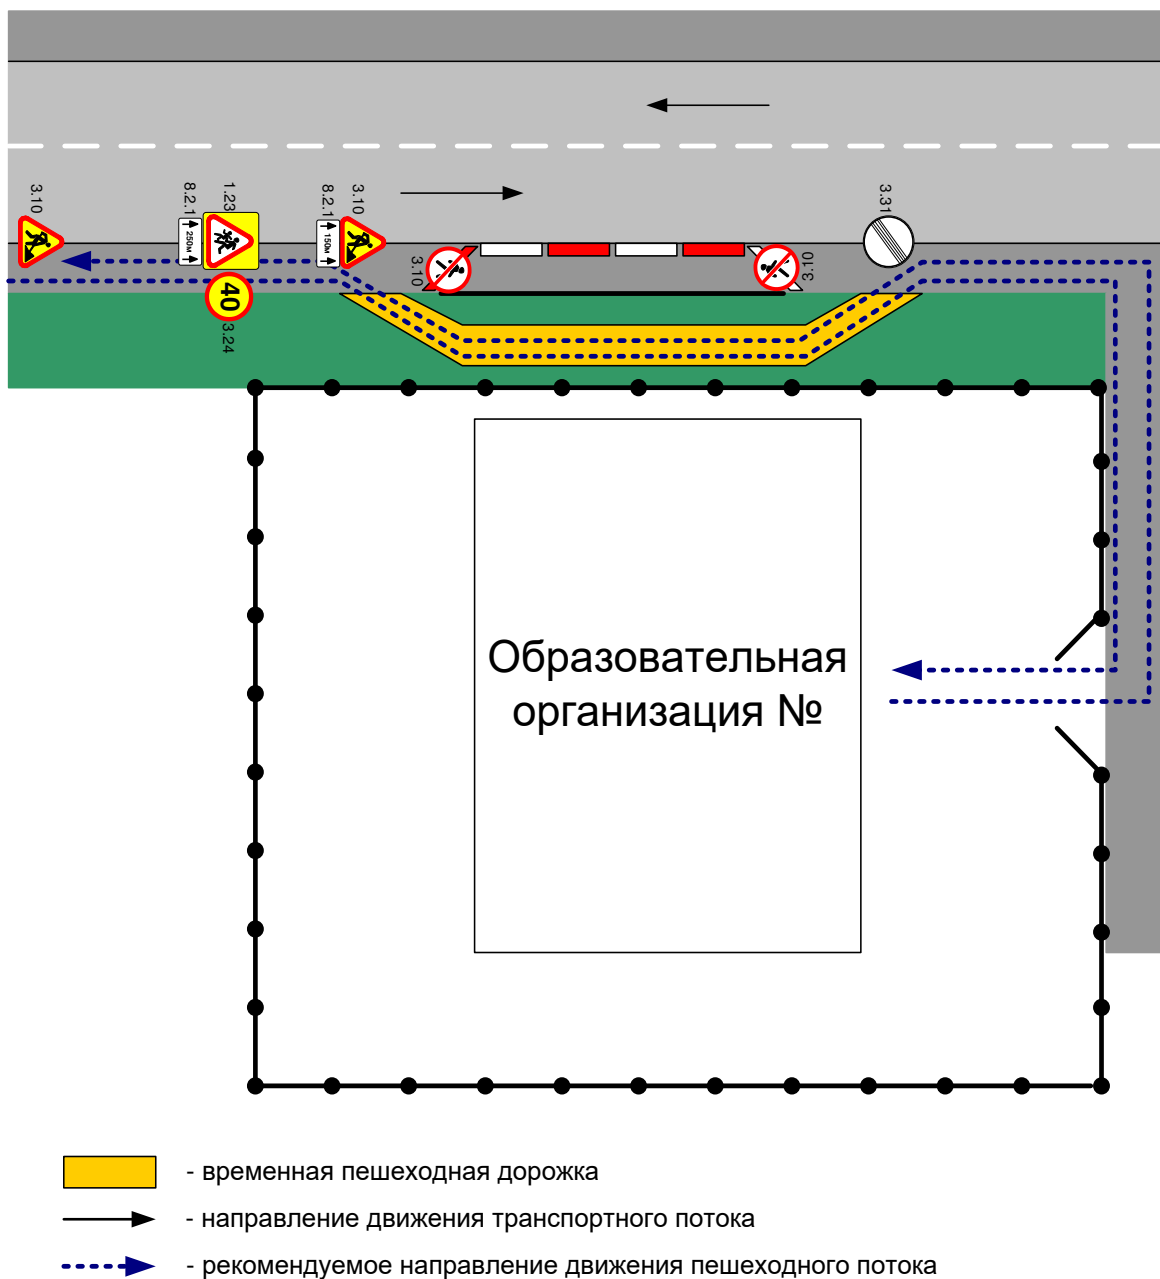 3.10
8.2.1
250м
1.23
40
3.24
8.2.1
150м
3.10
3.10
3.10
3.31
Образовательная
организация №
- временная пешеходная дорожка
- направление движения транспортного потока
- рекомендуемое направление движения пешеходного потока